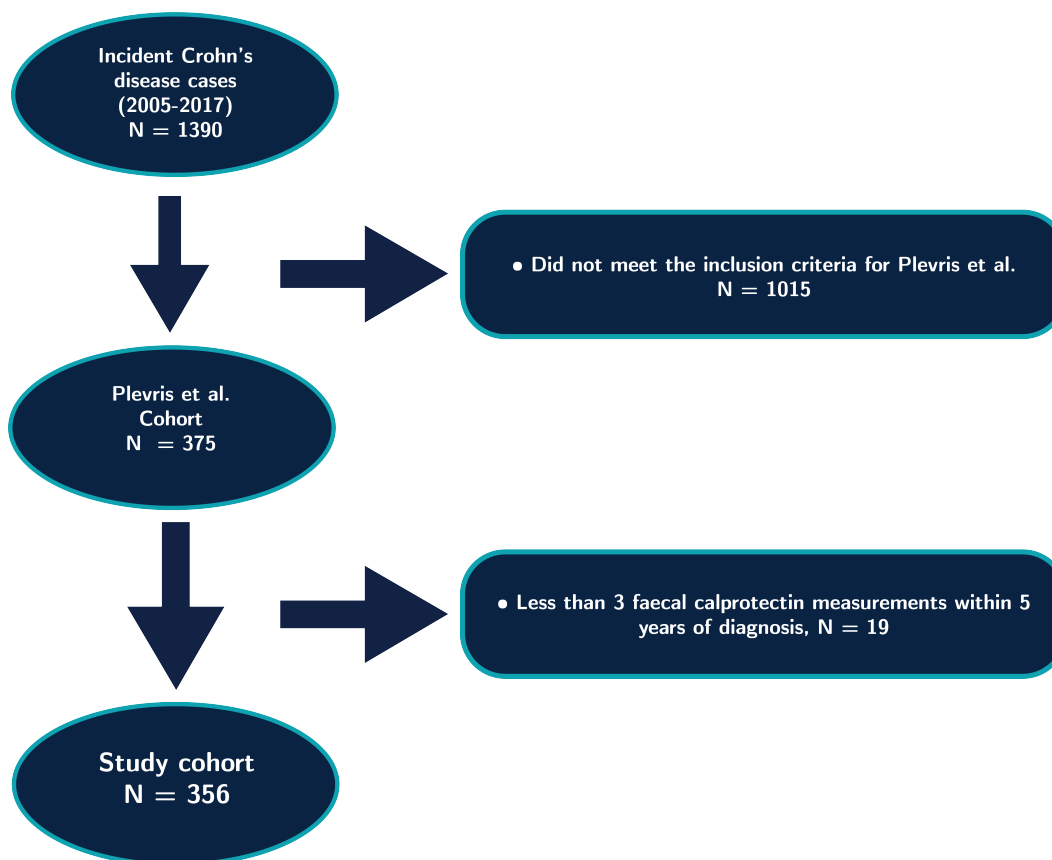 Incident Crohn's
disease cases
(2005-2017)
N = 1390
• Did not meet the inclusion criteria for Plevris et al.
N = 1015
Plevris et al.
Cohort
N = 375
• Less than 3 faecal calprotectin measurements within 5
years of diagnosis, N = 19
Study cohort
N = 356